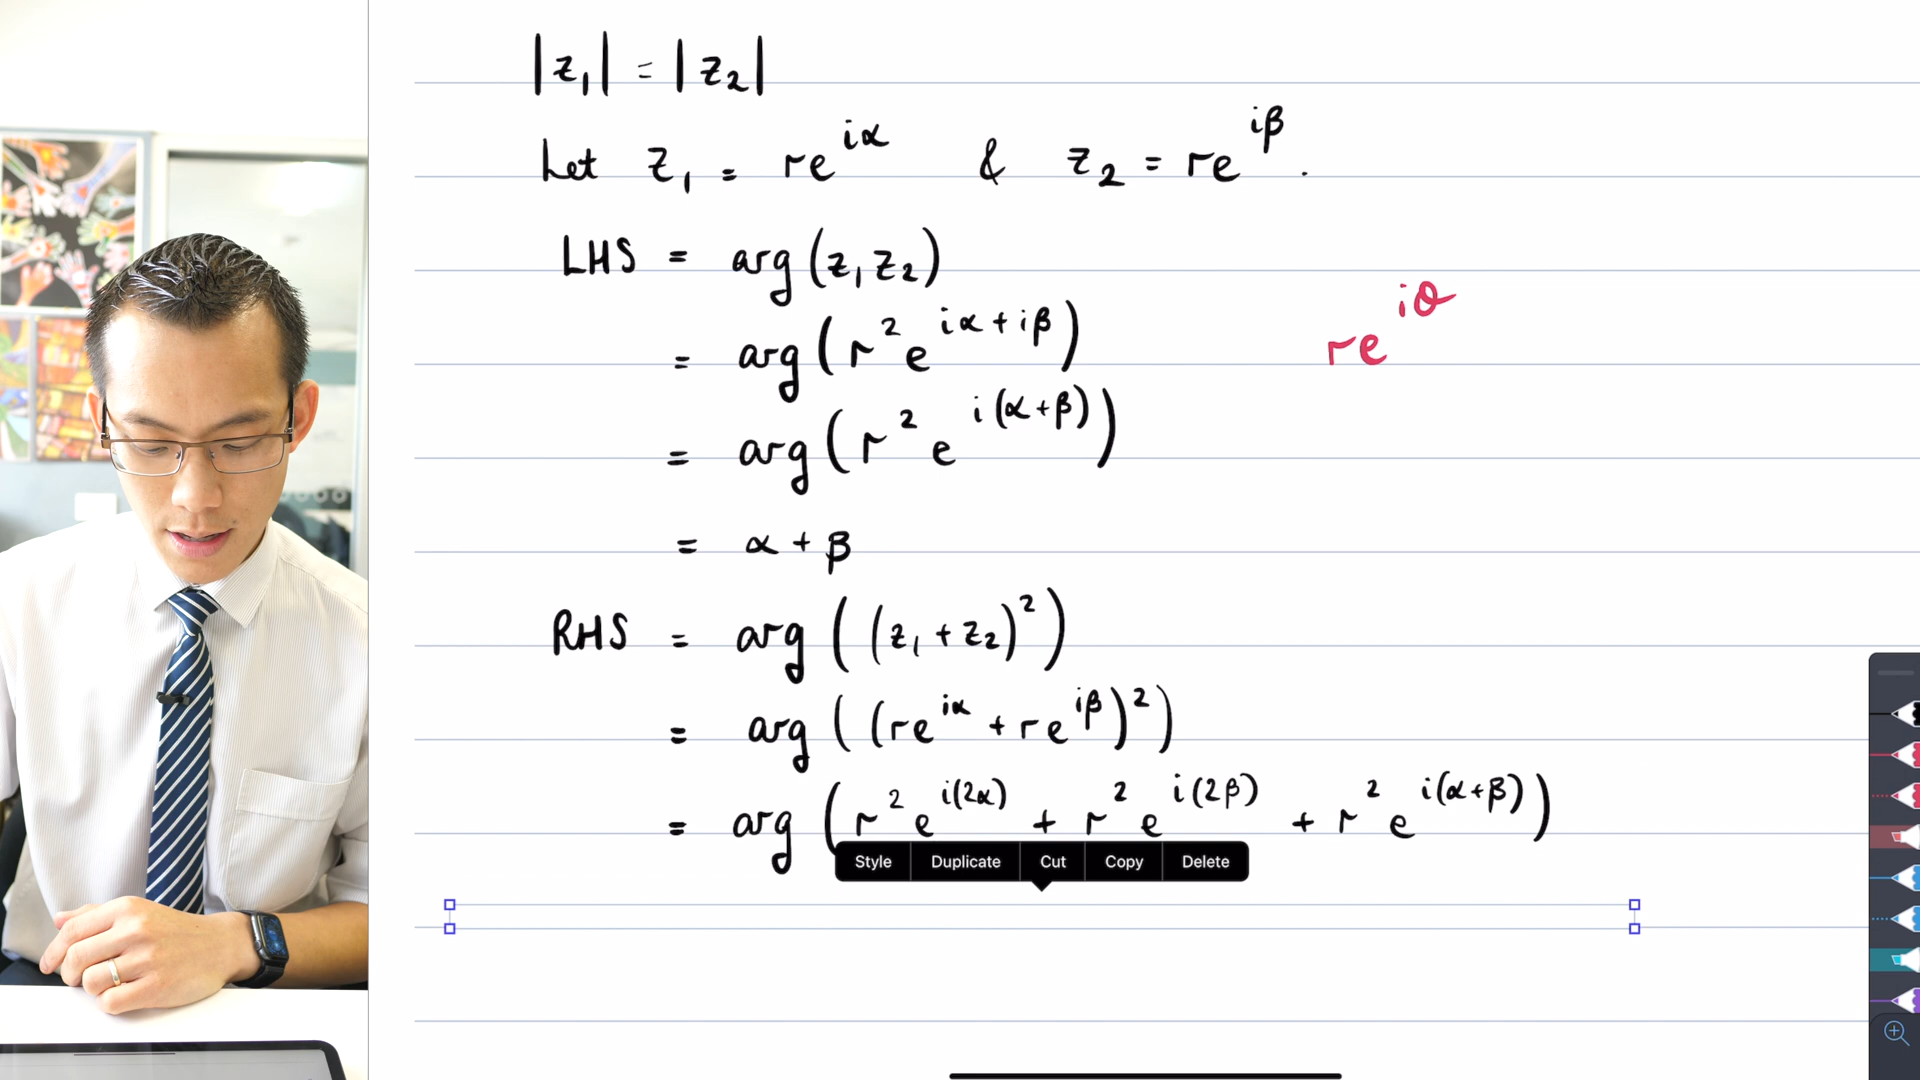 |z₁| = |z₂|
Let z₁ = re^{iα} & z₂ = re^{iβ}.
LHS = arg(z₁z₂)
= arg(r²e^{iα+iβ})
re^{iθ}
= arg(r²e^{i(α+β)})
= α + β
RHS = arg((z₁ + z₂)²)
= arg((re^{iα} + re^{iβ})²)
= arg(r²e^{i(2α)} + r²e^{i(2β)} + r²e^{i(α+β)})
Style Duplicate Cut Copy Delete